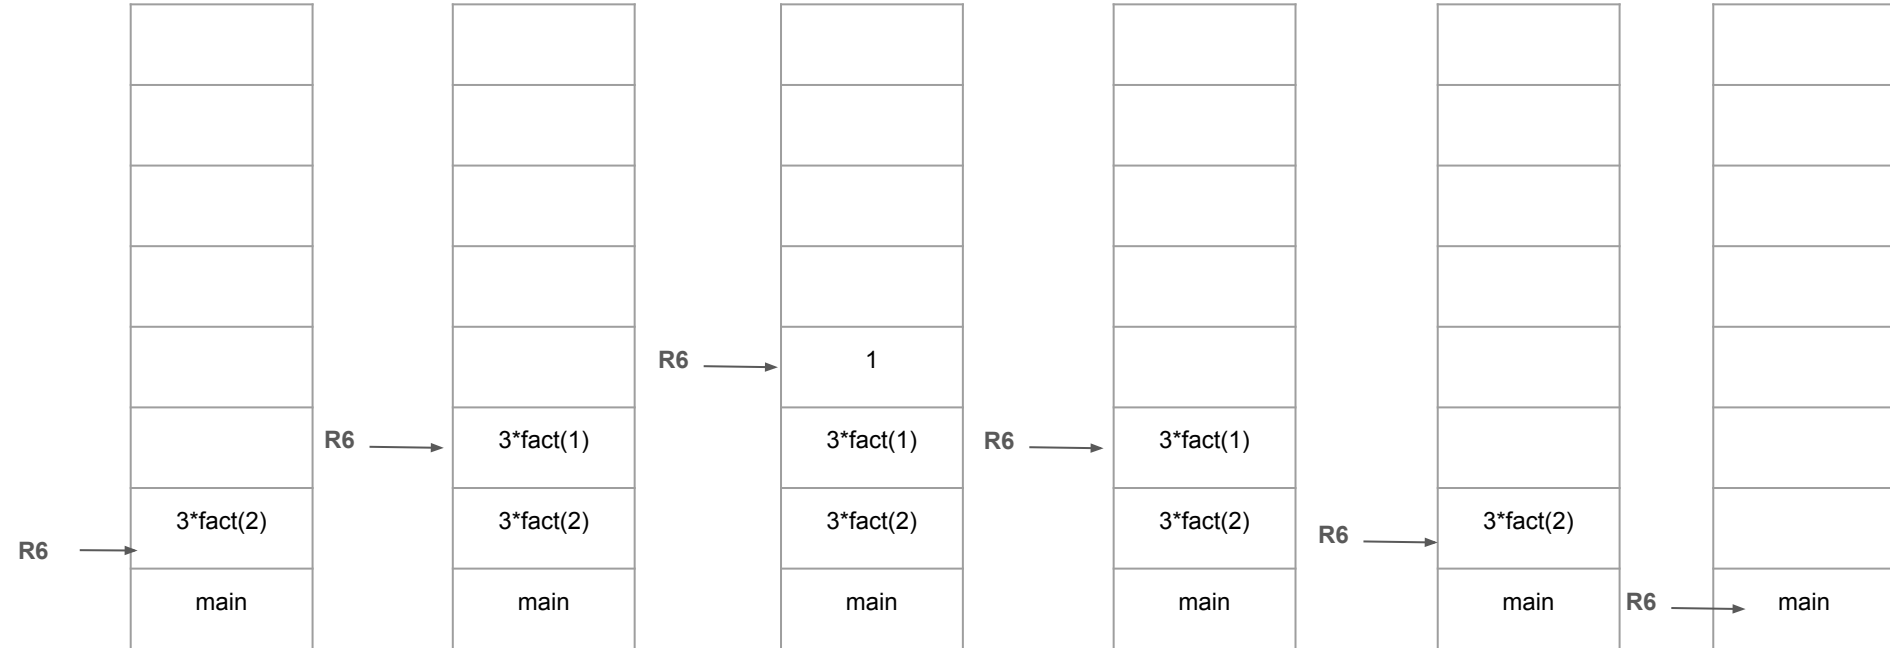 R6 1
R6 3*fact(1) 3*fact(1) R6 3*fact(1)
3*fact(2) 3*fact(2) 3*fact(2) 3*fact(2) R6 3*fact(2)
R6
main main main main main R6 main